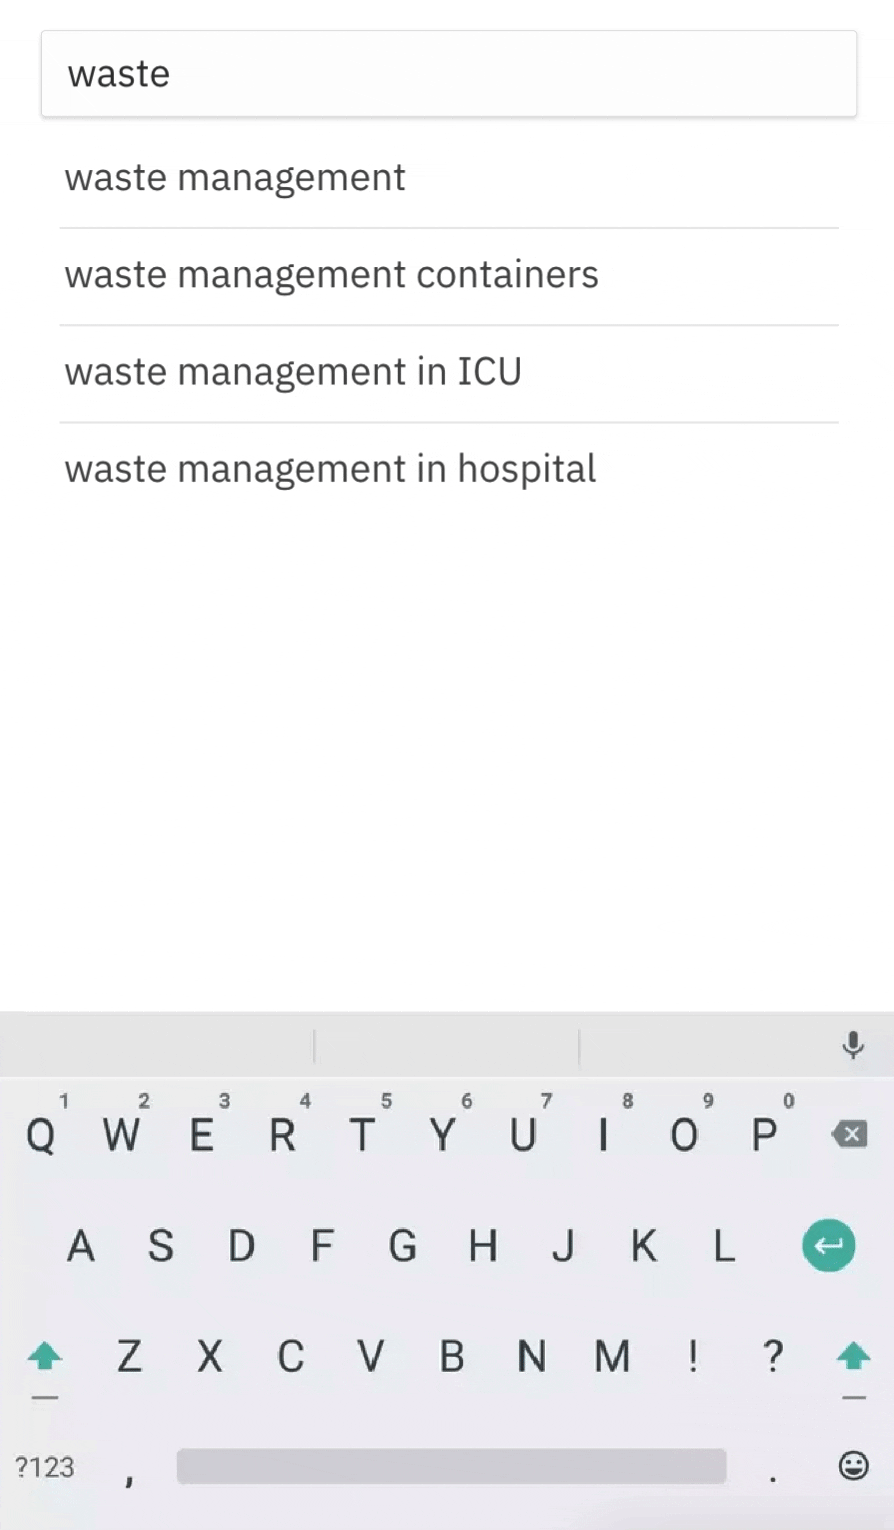 waste
waste management
waste management containers
waste management in ICU
waste management in hospital
1 2 3 4 5 6 7 8 9 0
Q W E R T Y U I O P
A S D F G H J K L
Z X C V B N M ! ?
?123 , .